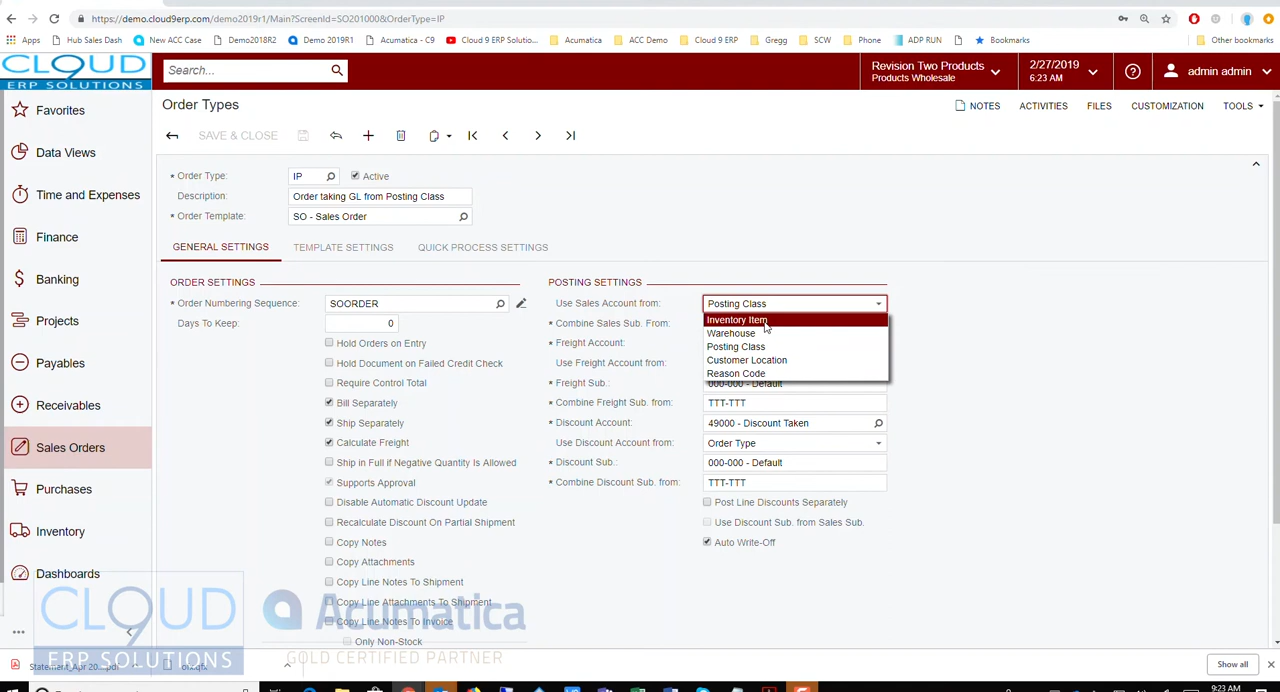 https://demo.cloud9erp.com/demo2019r1/Main?ScreenId=SO201000&OrderType=IP
Apps Hub Sales Dash New ACC Case Demo2018R2 Demo 2019R1 Acumatica - C9 Cloud 9 ERP Solutio... Acumatica ACC Demo Cloud 9 ERP Gregg SCW Phone ADP RUN Bookmarks Other bookmarks
CLOUD
ERP SOLUTIONS
Search...
Revision Two Products
Products Wholesale
2/27/2019
6:23 AM
admin admin
Favorites
Data Views
Time and Expenses
Finance
Banking
Projects
Payables
Receivables
Sales Orders
Purchases
Inventory
Dashboards
Order Types
NOTES ACTIVITIES FILES CUSTOMIZATION TOOLS
SAVE & CLOSE
* Order Type: IP Active
Description: Order taking GL from Posting Class
* Order Template: SO - Sales Order
GENERAL SETTINGS TEMPLATE SETTINGS QUICK PROCESS SETTINGS
ORDER SETTINGS
* Order Numbering Sequence: SOORDER
Days To Keep: 0
Hold Orders on Entry
Hold Document on Failed Credit Check
Require Control Total
Bill Separately
Ship Separately
Calculate Freight
Ship in Full if Negative Quantity Is Allowed
Supports Approval
Disable Automatic Discount Update
Recalculate Discount On Partial Shipment
Copy Notes
Copy Attachments
Copy Line Notes To Shipment
Copy Line Attachments To Shipment
Copy Line Notes To Invoice
Only Non-Stock
POSTING SETTINGS
Use Sales Account from: Posting Class
Inventory Item
Warehouse
Posting Class
Customer Location
Reason Code
* Combine Sales Sub. From:
* Freight Account:
Use Freight Account from:
* Freight Sub.: 000-000 - Default
* Combine Freight Sub. from: TTT-TTT
* Discount Account: 49000 - Discount Taken
Use Discount Account from: Order Type
* Discount Sub.: 000-000 - Default
* Combine Discount Sub. from: TTT-TTT
Post Line Discounts Separately
Use Discount Sub. from Sales Sub.
Auto Write-Off
CLOUD
ERP SOLUTIONS
Acumatica
GOLD CERTIFIED PARTNER
Show all
9:23 AM